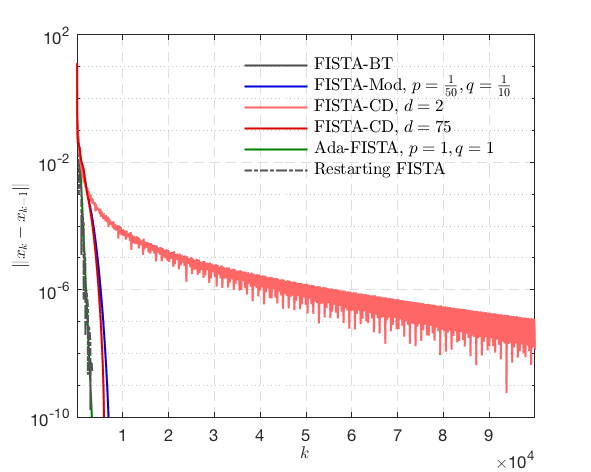 10^2
FISTA-BT
FISTA-Mod, p = 1/50, q = 1/10
FISTA-CD, d = 2
FISTA-CD, d = 75
Ada-FISTA, p = 1, q = 1
Restarting FISTA
10^-2
||x_k − x_{k−1}||
10^-6
10^-10
1 2 3 4 5 6 7 8 9
k
×10^4